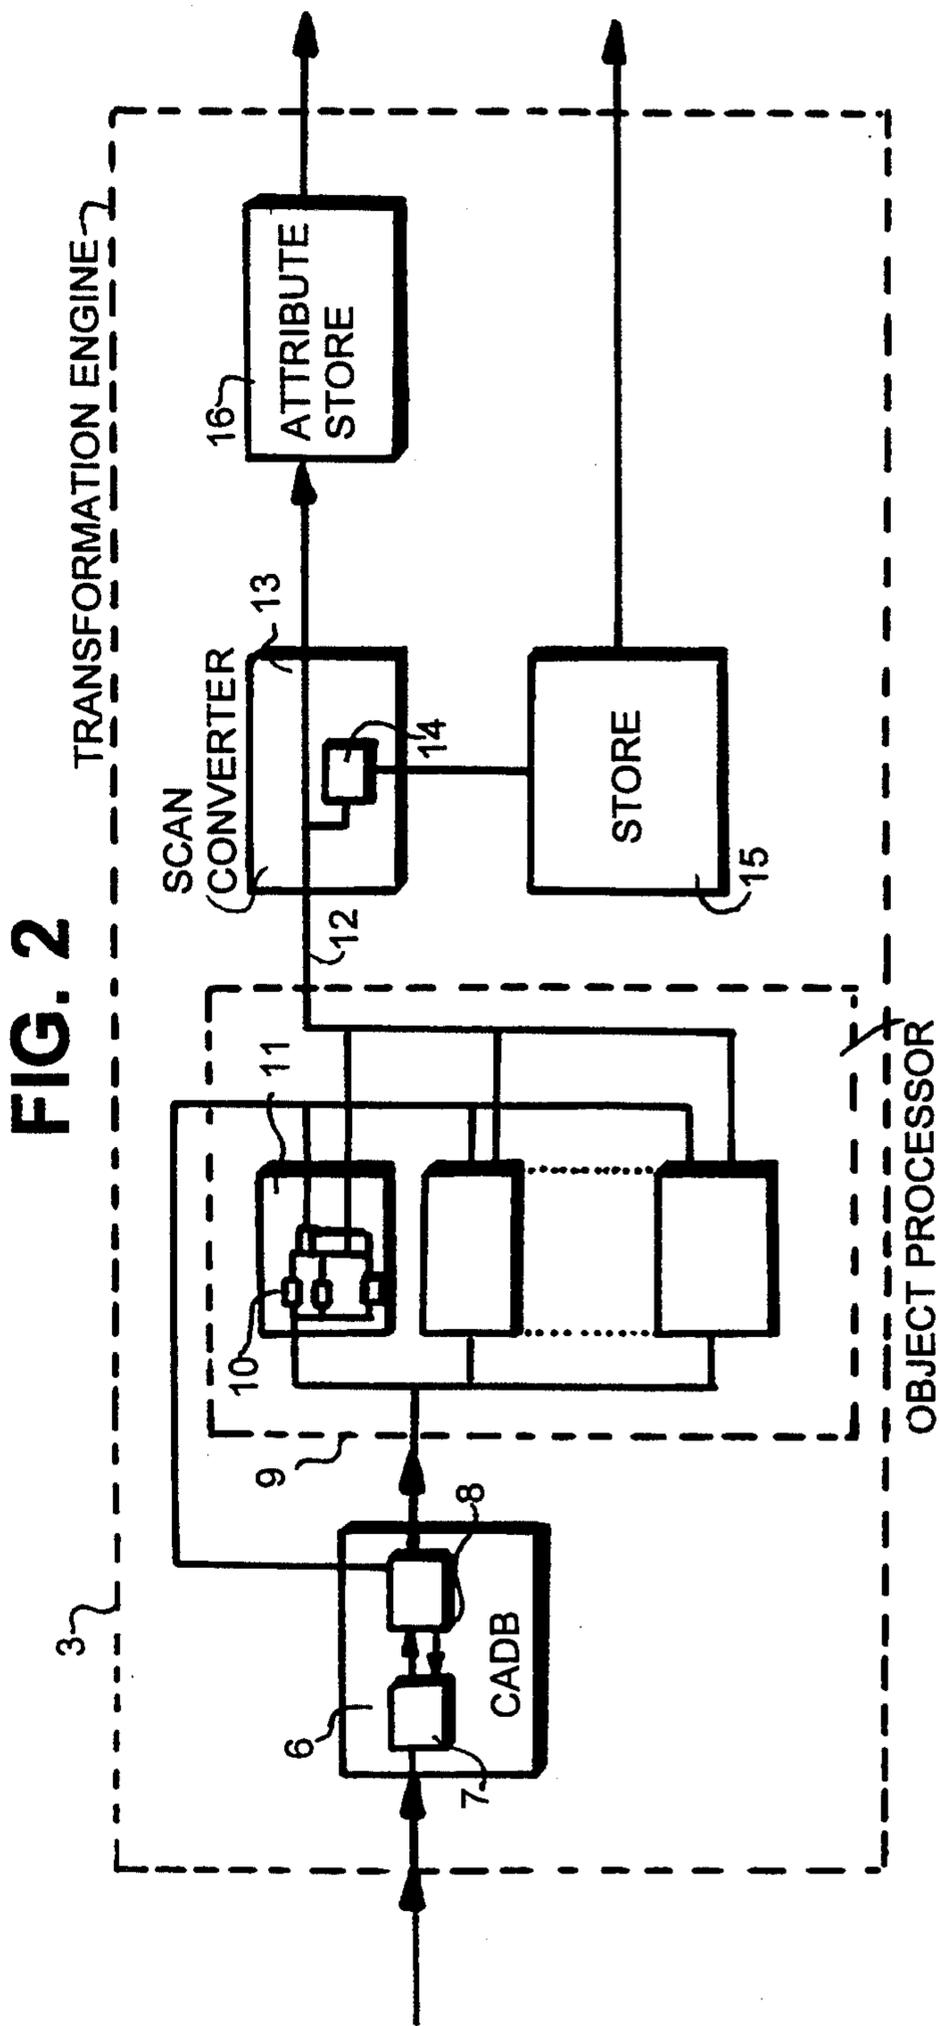 FIG. 2
TRANSFORMATION ENGINE
3
6
7
8
CADB
9
10
11
OBJECT PROCESSOR
12
SCAN
CONVERTER
13
14
STORE
15
16
ATTRIBUTE
STORE